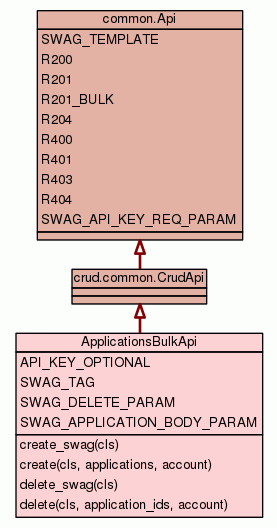 common.Api
SWAG_TEMPLATE
R200
R201
R201_BULK
R204
R400
R401
R403
R404
SWAG_API_KEY_REQ_PARAM
crud.common.CrudApi
ApplicationsBulkApi
API_KEY_OPTIONAL
SWAG_TAG
SWAG_DELETE_PARAM
SWAG_APPLICATION_BODY_PARAM
create_swag(cls)
create(cls, applications, account)
delete_swag(cls)
delete(cls, application_ids, account)